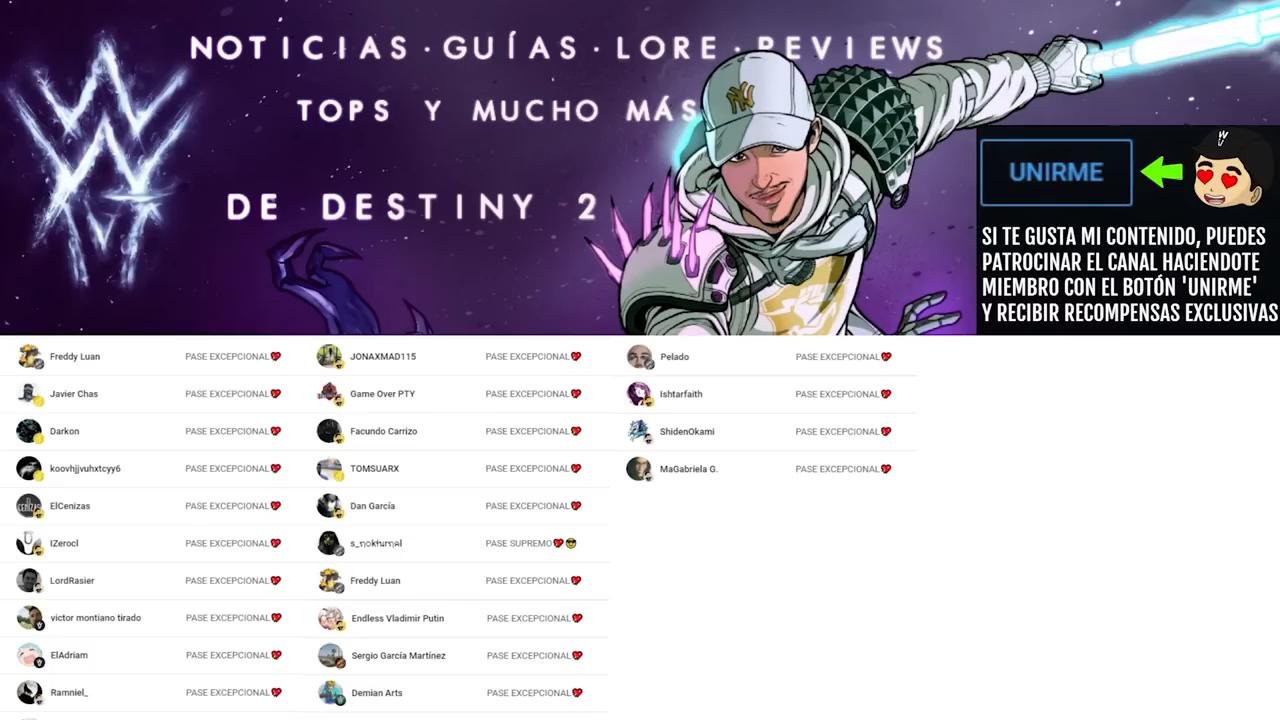 NOTICIAS · GUÍAS · LORE · REVIEWS
TOPS Y MUCHO MÁS
DE DESTINY 2
UNIRME
SI TE GUSTA MI CONTENIDO, PUEDES
PATROCINAR EL CANAL HACIENDOTE
MIEMBRO CON EL BOTÓN 'UNIRME'
Y RECIBIR RECOMPENSAS EXCLUSIVAS
Freddy Luan PASE EXCEPCIONAL
Javier Chas PASE EXCEPCIONAL
Darkon PASE EXCEPCIONAL
koovhjjvuhxtcyy6 PASE EXCEPCIONAL
ElCenizas PASE EXCEPCIONAL
IZerocl PASE EXCEPCIONAL
LordRasier PASE EXCEPCIONAL
victor montiano tirado PASE EXCEPCIONAL
ElAdriam PASE EXCEPCIONAL
Ramniel_ PASE EXCEPCIONAL
JONAXMAD115 PASE EXCEPCIONAL
Game Over PTY PASE EXCEPCIONAL
Facundo Carrizo PASE EXCEPCIONAL
TOMSUARX PASE EXCEPCIONAL
Dan García PASE EXCEPCIONAL
PASE SUPREMO
Freddy Luan PASE EXCEPCIONAL
Endless Vladimir Putin PASE EXCEPCIONAL
Sergio García Martínez PASE EXCEPCIONAL
Demian Arts PASE EXCEPCIONAL
Pelado PASE EXCEPCIONAL
Ishtarfaith PASE EXCEPCIONAL
ShidenOkami PASE EXCEPCIONAL
MaGabriela G. PASE EXCEPCIONAL